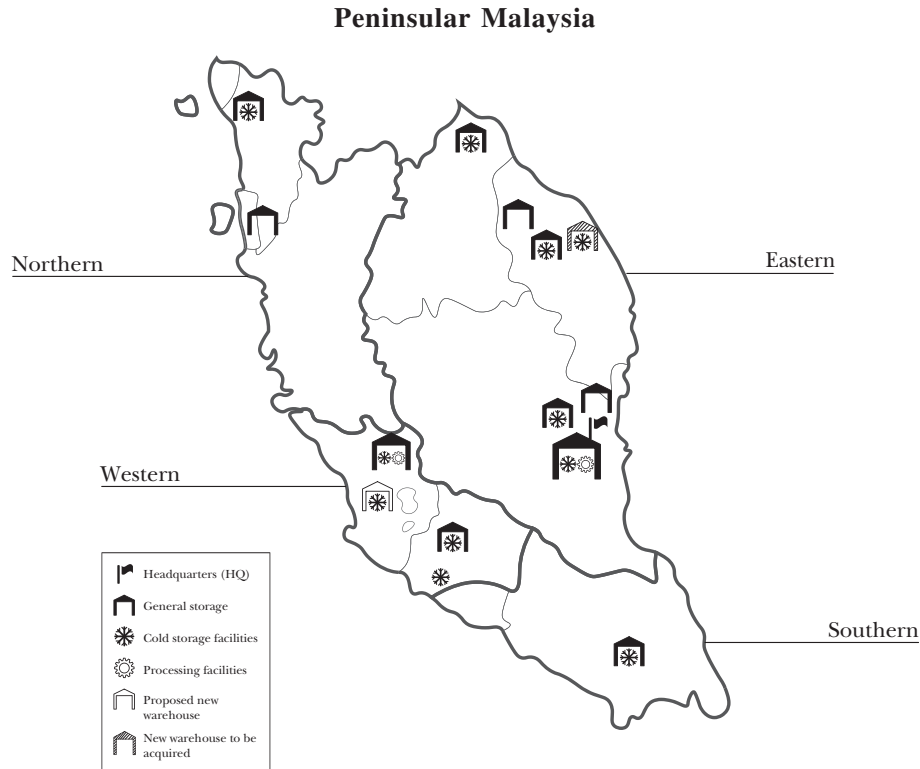 Peninsular Malaysia
Northern
Eastern
Western
Southern
Headquarters (HQ)
General storage
Cold storage facilities
Processing facilities
Proposed new
warehouse
New warehouse to be
acquired